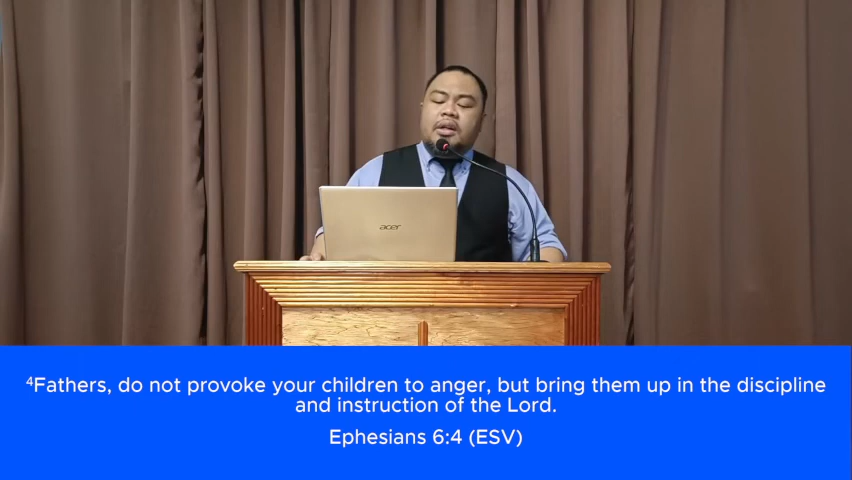 acer
⁴Fathers, do not provoke your children to anger, but bring them up in the discipline
and instruction of the Lord.
Ephesians 6:4 (ESV)